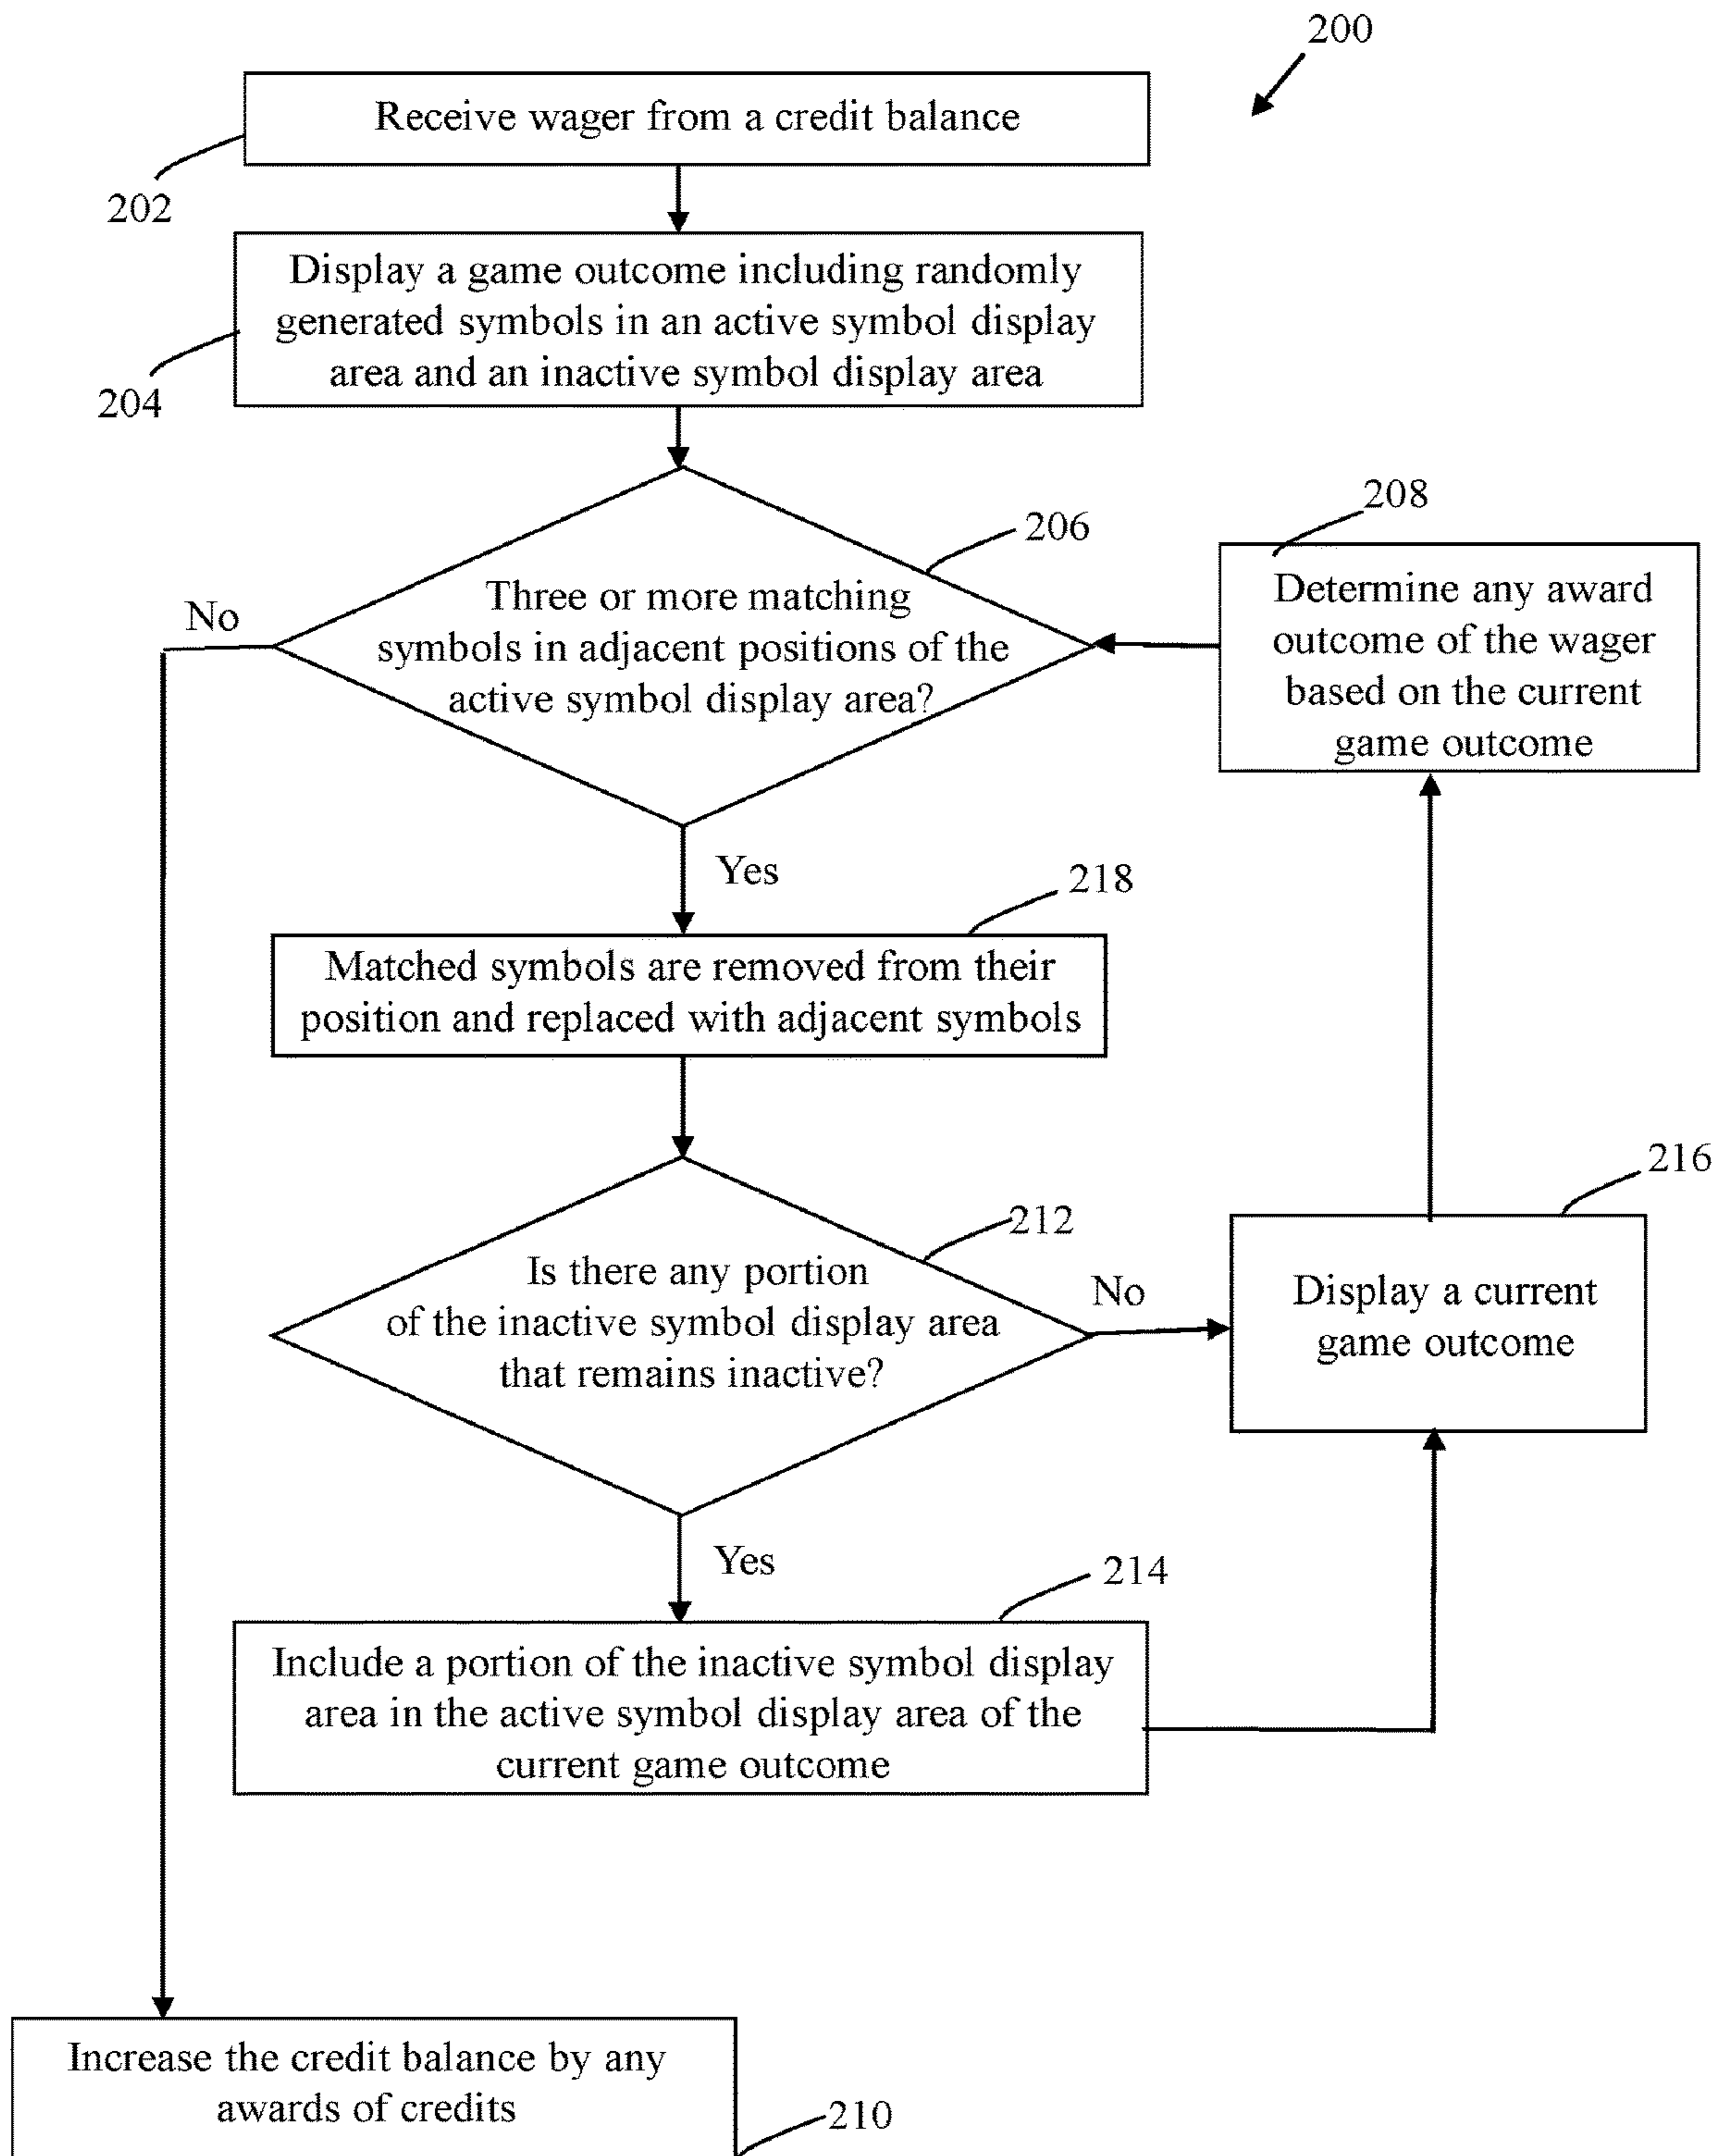 200
Receive wager from a credit balance
202
Display a game outcome including randomly
generated symbols in an active symbol display
area and an inactive symbol display area
204
206
Three or more matching
symbols in adjacent positions of the
active symbol display area?
No
208
Determine any award
outcome of the wager
based on the current
game outcome
Yes
218
Matched symbols are removed from their
position and replaced with adjacent symbols
212
Is there any portion
of the inactive symbol display area
that remains inactive?
No
216
Display a current
game outcome
Yes
214
Include a portion of the inactive symbol display
area in the active symbol display area of the
current game outcome
Increase the credit balance by any
awards of credits
210